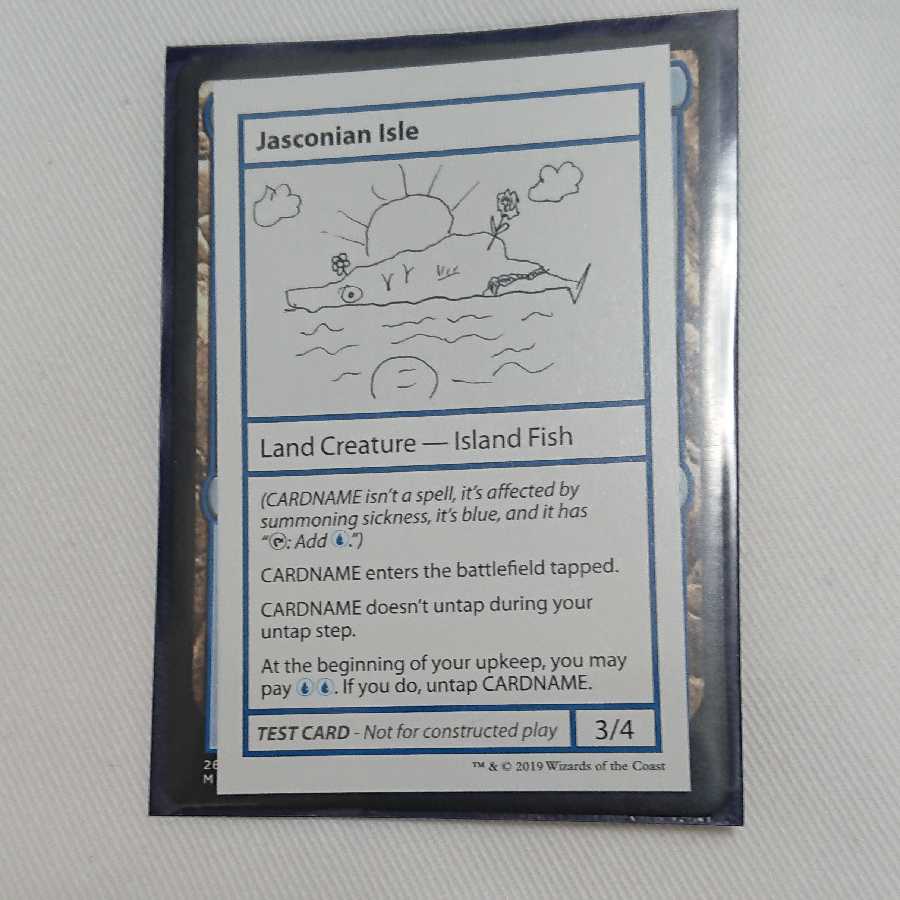 Jasconian Isle
Land Creature — Island Fish
(CARDNAME isn't a spell, it's affected by
summoning sickness, it's blue, and it has
": Add .")
CARDNAME enters the battlefield tapped.
CARDNAME doesn't untap during your
untap step.
At the beginning of your upkeep, you may
pay . If you do, untap CARDNAME.
TEST CARD - Not for constructed play
3/4
26
M
™ & © 2019 Wizards of the Coast